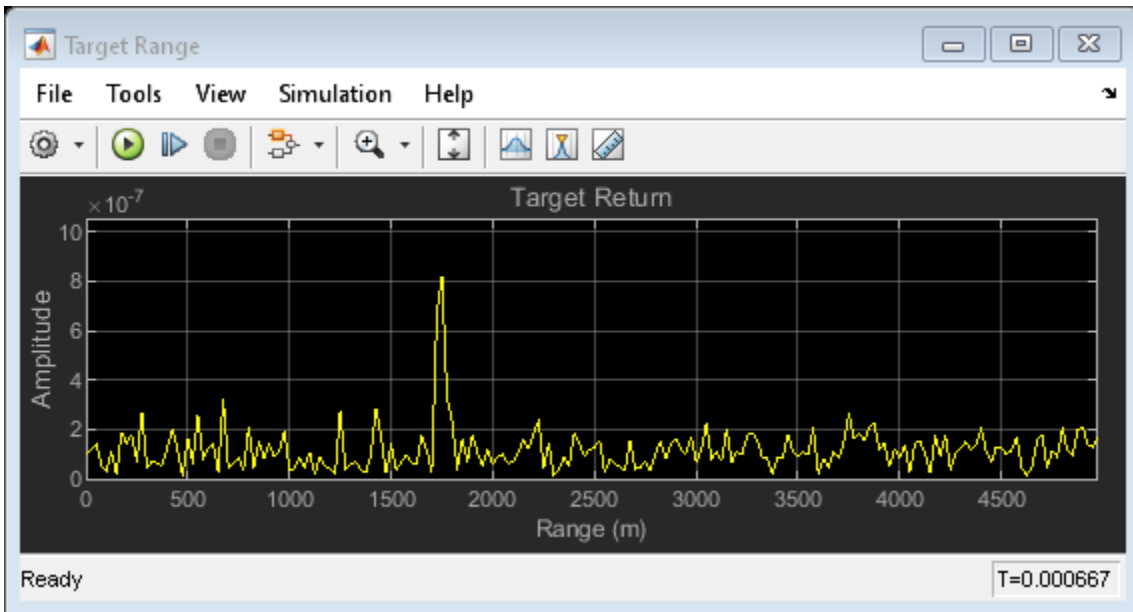 Target Range
File Tools View Simulation Help
Target Return
×10-7
10
8
6
4
2
0
Amplitude
0 500 1000 1500 2000 2500 3000 3500 4000 4500
Range (m)
Ready T=0.000667